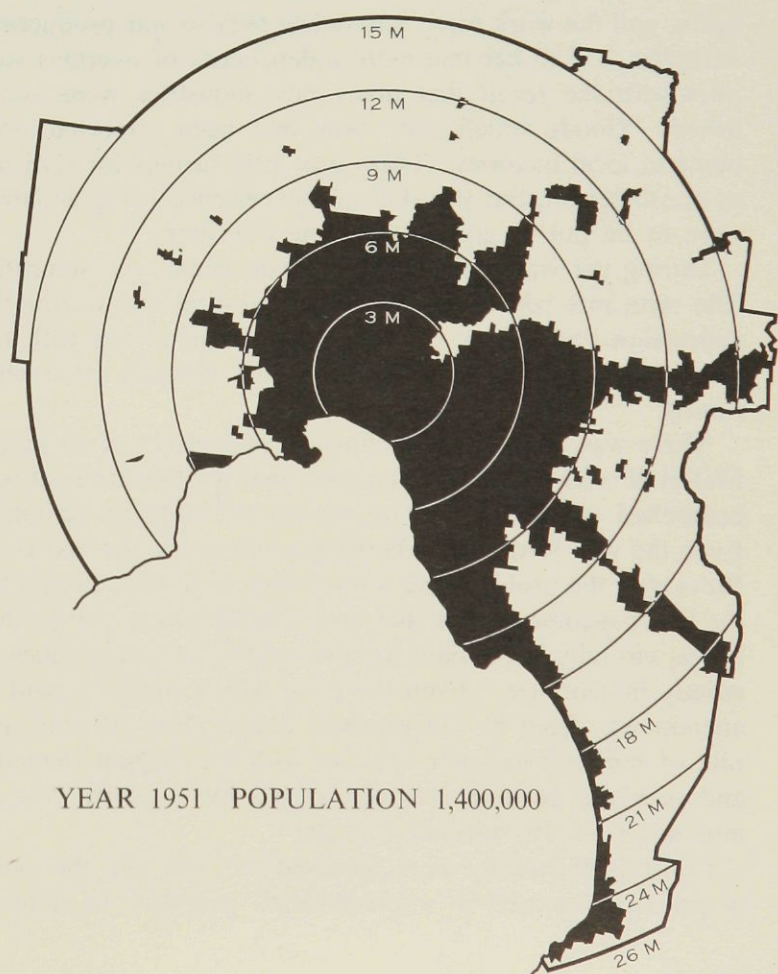 15 M
12 M
9 M
6 M
3 M
YEAR 1951 POPULATION 1,400,000
18 M
21 M
24 M
26 M